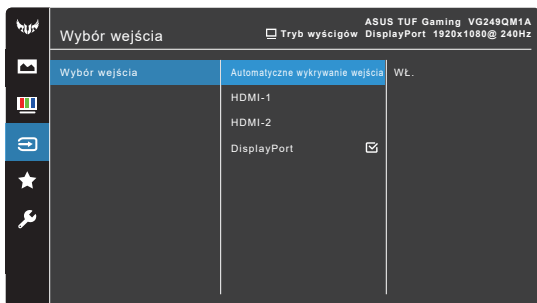 Wybór wejścia
ASUS TUF Gaming VG249QM1A
Tryb wyścigów DisplayPort 1920x1080@ 240Hz
Wybór wejścia
Automatyczne wykrywanie wejścia
WŁ.
HDMI-1
HDMI-2
DisplayPort